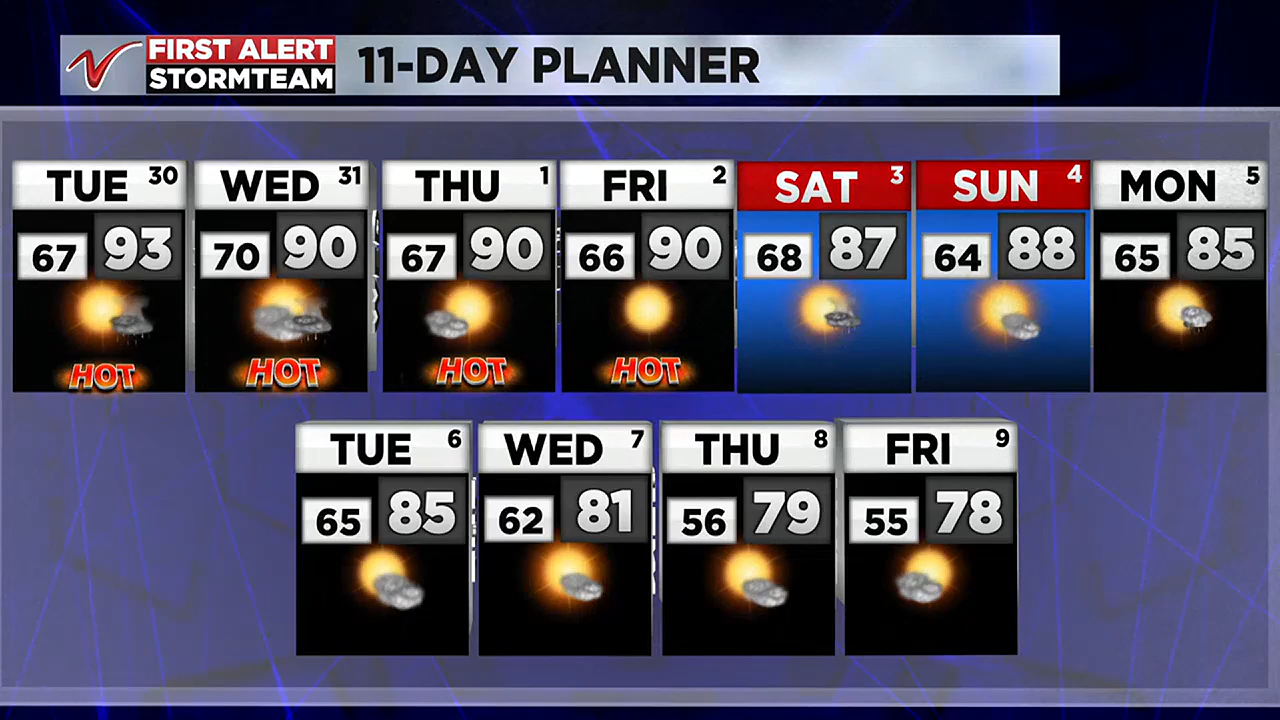 FIRST ALERT
STORMTEAM
11-DAY PLANNER
TUE 30
67 93
HOT
WED 31
70 90
HOT
THU 1
67 90
HOT
FRI 2
66 90
HOT
SAT 3
68 87
SUN 4
64 88
MON 5
65 85
TUE 6
65 85
WED 7
62 81
THU 8
56 79
FRI 9
55 78